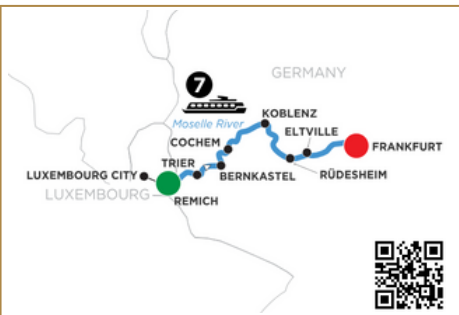 7
GERMANY
Moselle River
KOBLENZ
ELTVILLE
COCHEM
FRANKFURT
TRIER
BERNKASTEL
RÜDESHEIM
LUXEMBOURG CITY
LUXEMBOURG
REMICH